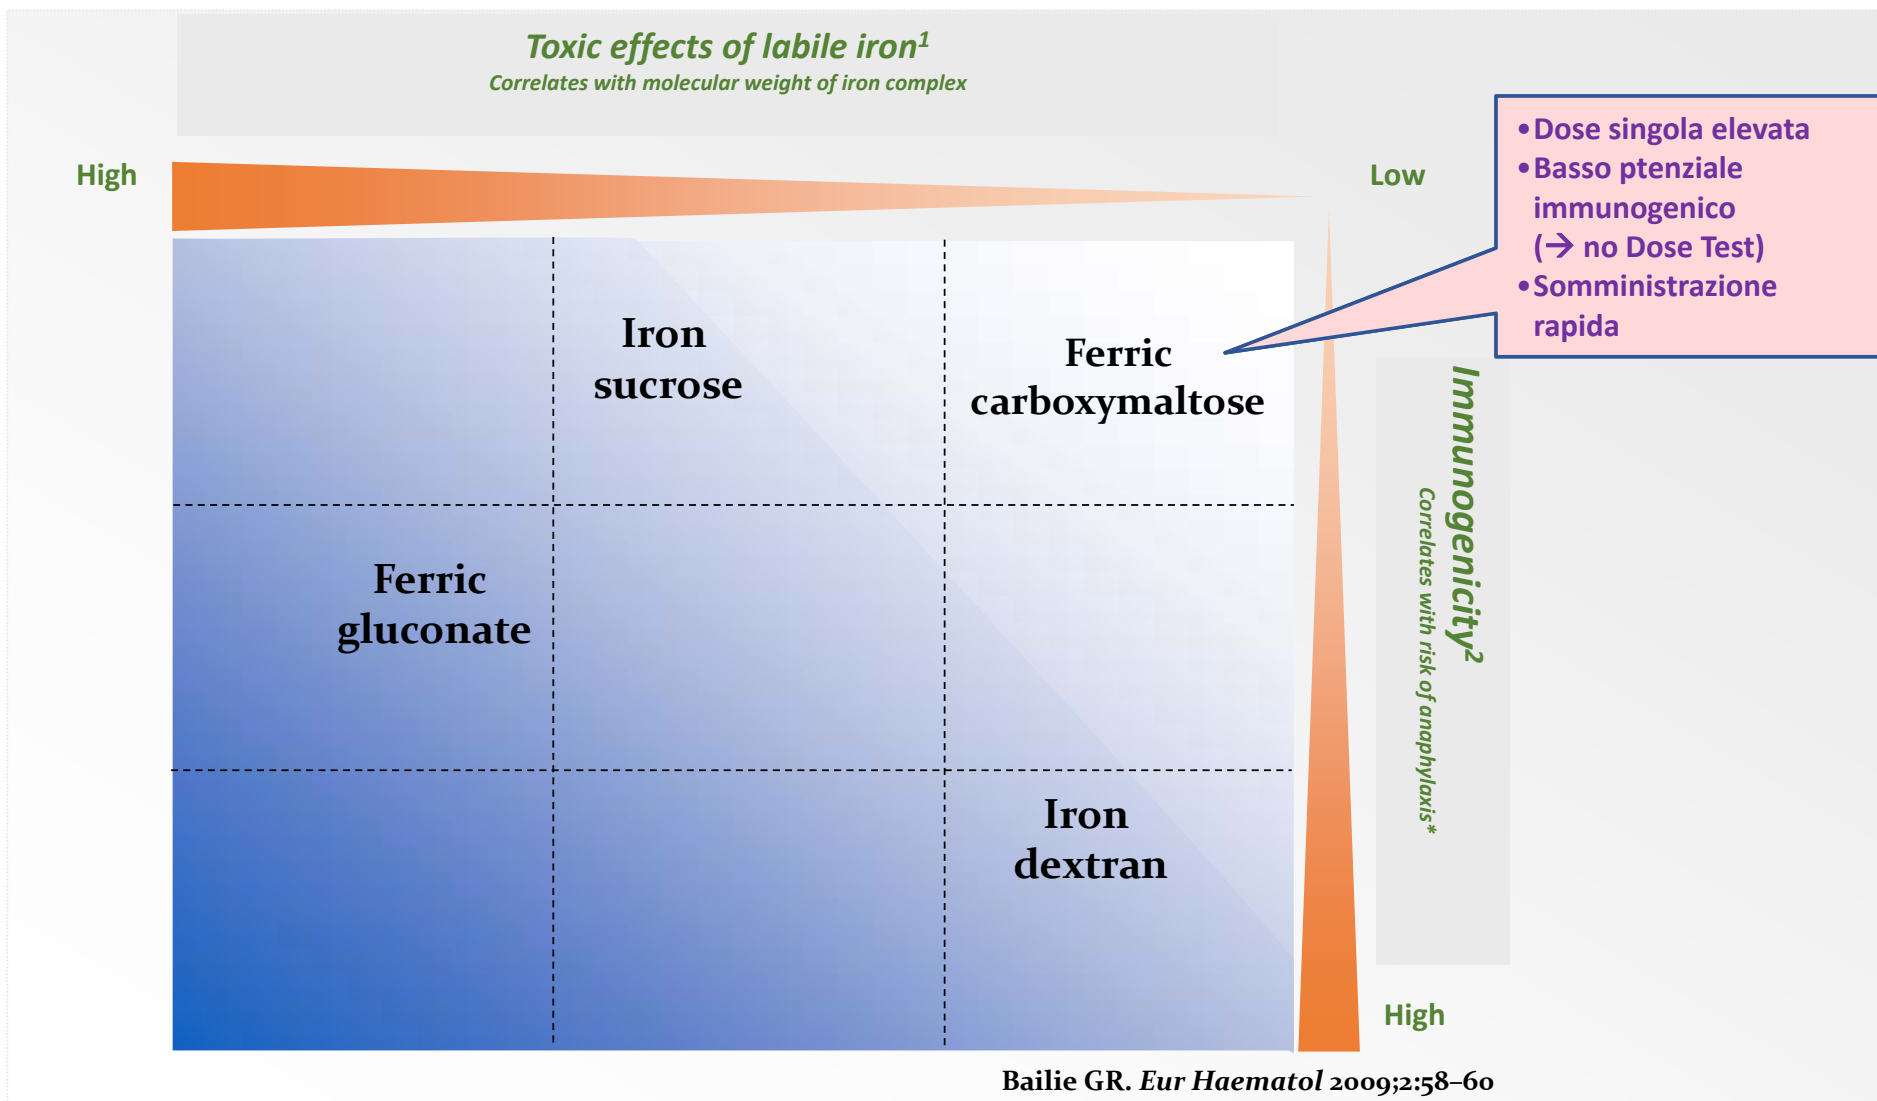 Toxic effects of labile iron¹
Correlates with molecular weight of iron complex
High
Low
•Dose singola elevata
•Basso ptenziale
immunogenico
(→ no Dose Test)
•Somministrazione
rapida
Iron
sucrose
Ferric
carboxymaltose
Ferric
gluconate
Iron
dextran
Immunogenicity²
Correlates with risk of anaphylaxis*
High
Bailie GR. Eur Haematol 2009;2:58–60